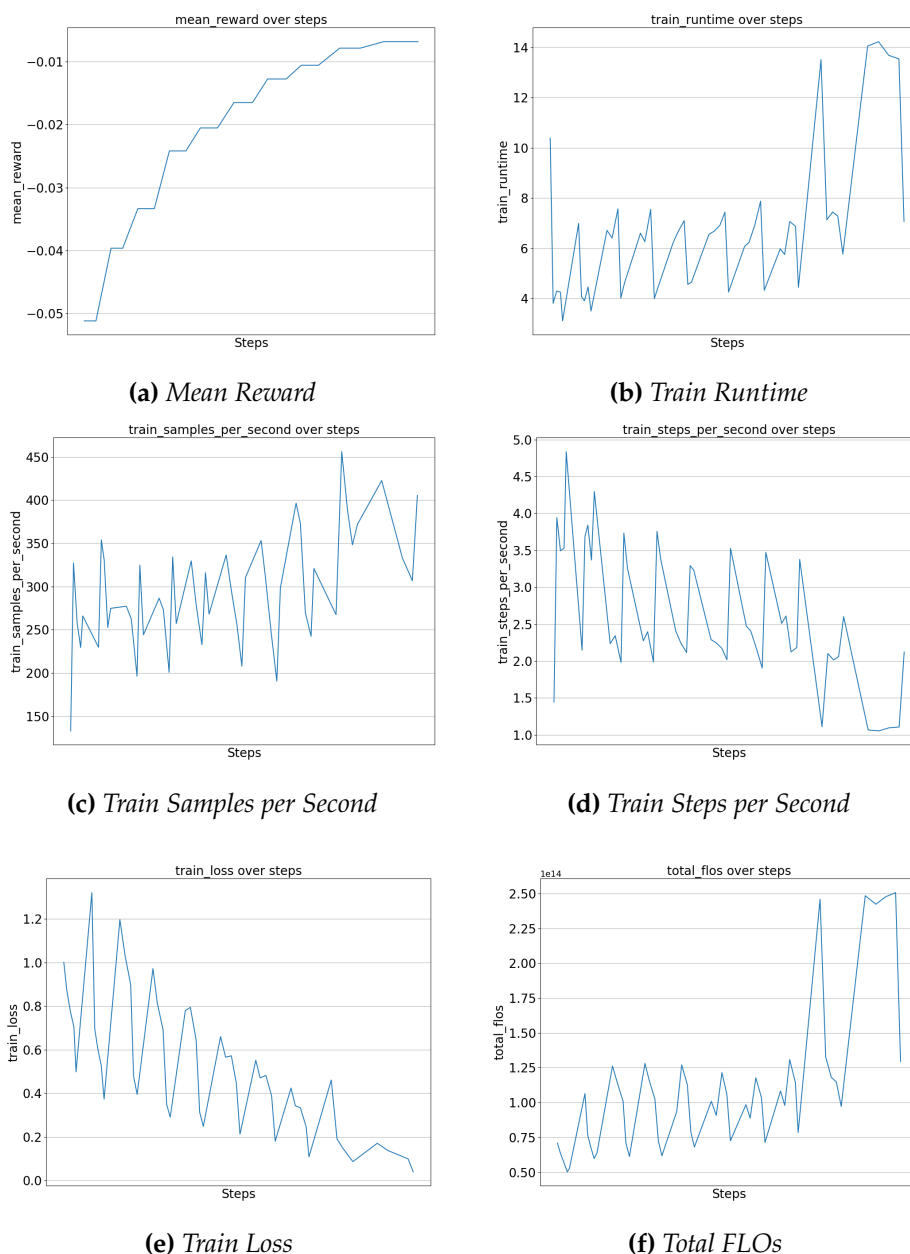 mean_reward over steps
mean_reward
−0.01
−0.02
−0.03
−0.04
−0.05
Steps
(a) Mean Reward
train_runtime over steps
train_runtime
14
12
10
8
6
4
Steps
(b) Train Runtime
train_samples_per_second over steps
train_samples_per_second
450
400
350
300
250
200
150
Steps
(c) Train Samples per Second
train_steps_per_second over steps
train_steps_per_second
5.0
4.5
4.0
3.5
3.0
2.5
2.0
1.5
1.0
Steps
(d) Train Steps per Second
train_loss over steps
train_loss
1.2
1.0
0.8
0.6
0.4
0.2
0.0
Steps
(e) Train Loss
total_flos over steps
1e14
total_flos
2.50
2.25
2.00
1.75
1.50
1.25
1.00
0.75
0.50
Steps
(f) Total FLOs